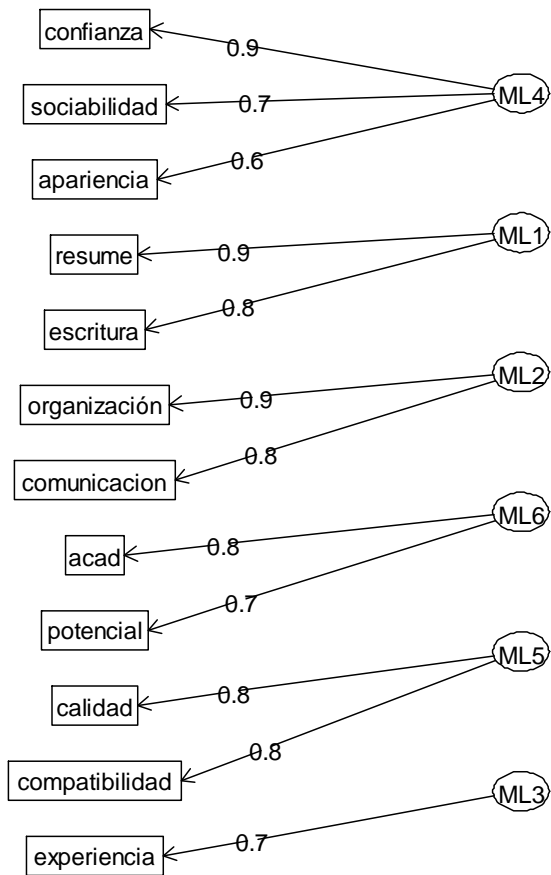 confianza
0.9
sociabilidad
0.7
ML4
apariencia
0.6
resume
0.9
ML1
escritura
0.8
organización
0.9
ML2
comunicacion
0.8
acad
0.8
ML6
potencial
0.7
calidad
0.8
ML5
compatibilidad
0.8
ML3
experiencia
0.7